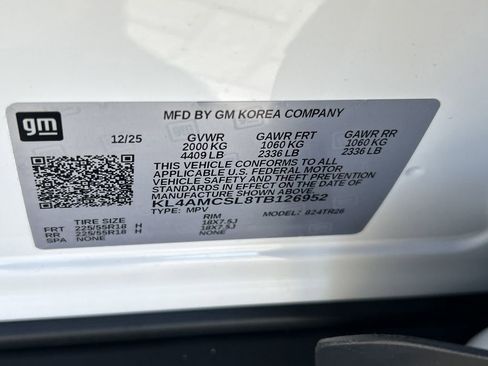 gm
MFD BY GM KOREA COMPANY
12/25 GVWR GAWR FRT GAWR RR
2000 KG 1060 KG 1060 KG
4409 LB 2336 LB 2336 LB
THIS VEHICLE CONFORMS TO ALL
APPLICABLE U.S. FEDERAL MOTOR
VEHICLE SAFETY AND THEFT PREVENTION
STANDARDS IN EFFECT ON THE DATE OF
MANUFACTURE SHOWN ABOVE.
KL4AMCSL8TB126952
TYPE: MPV MODEL: 824TR26
TIRE SIZE RIM
FRT 225/55R18 H 18X7.5J
RR 225/55R18 H 18X7.5J
SPA NONE NONE